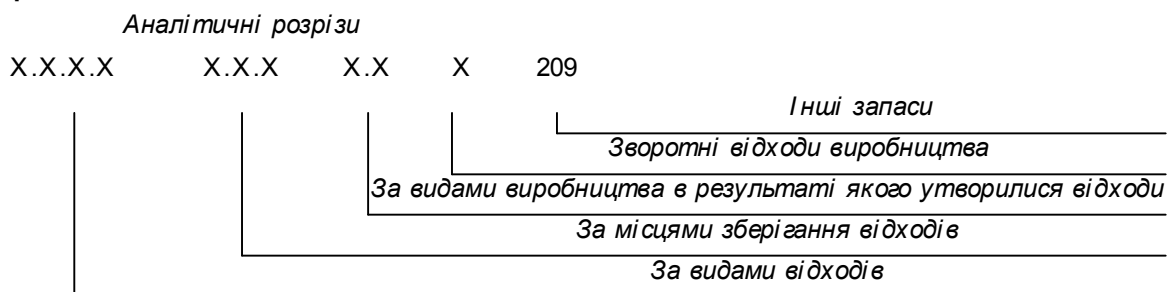 Аналітичні розрізи
Х.Х.Х.Х Х.Х.Х Х.Х Х 209
Інші запаси
Зворотні відходи виробництва
За видами виробництва в результаті якого утворилися відходи
За місцями зберігання відходів
За видами відходів